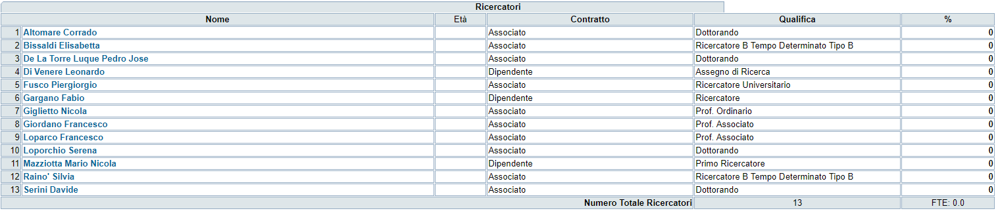 Ricercatori
Nome Età Contratto Qualifica %
1 Altomare Corrado Associato Dottorando 0
2 Bissaldi Elisabetta Associato Ricercatore B Tempo Determinato Tipo B 0
3 De La Torre Luque Pedro Jose Associato Dottorando 0
4 Di Venere Leonardo Dipendente Assegno di Ricerca 0
5 Fusco Piergiorgio Associato Ricercatore Universitario 0
6 Gargano Fabio Dipendente Ricercatore 0
7 Giglietto Nicola Associato Prof. Ordinario 0
8 Giordano Francesco Associato Prof. Associato 0
9 Loparco Francesco Associato Prof. Associato 0
10 Loporchio Serena Associato Dottorando 0
11 Mazziotta Mario Nicola Dipendente Primo Ricercatore 0
12 Raino' Silvia Associato Ricercatore B Tempo Determinato Tipo B 0
13 Serini Davide Associato Dottorando 0
Numero Totale Ricercatori 13 FTE: 0.0